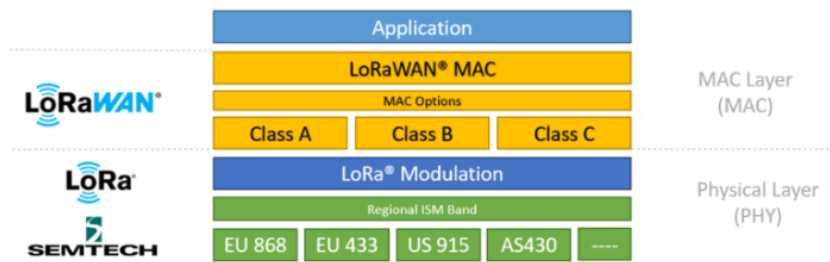 Application
LoRaWAN®
LoRaWAN® MAC
MAC Options
Class A Class B Class C
MAC Layer
(MAC)
LoRa®
LoRa® Modulation
Regional ISM Band
Physical Layer
(PHY)
SEMTECH
EU 868 EU 433 US 915 AS430 ----